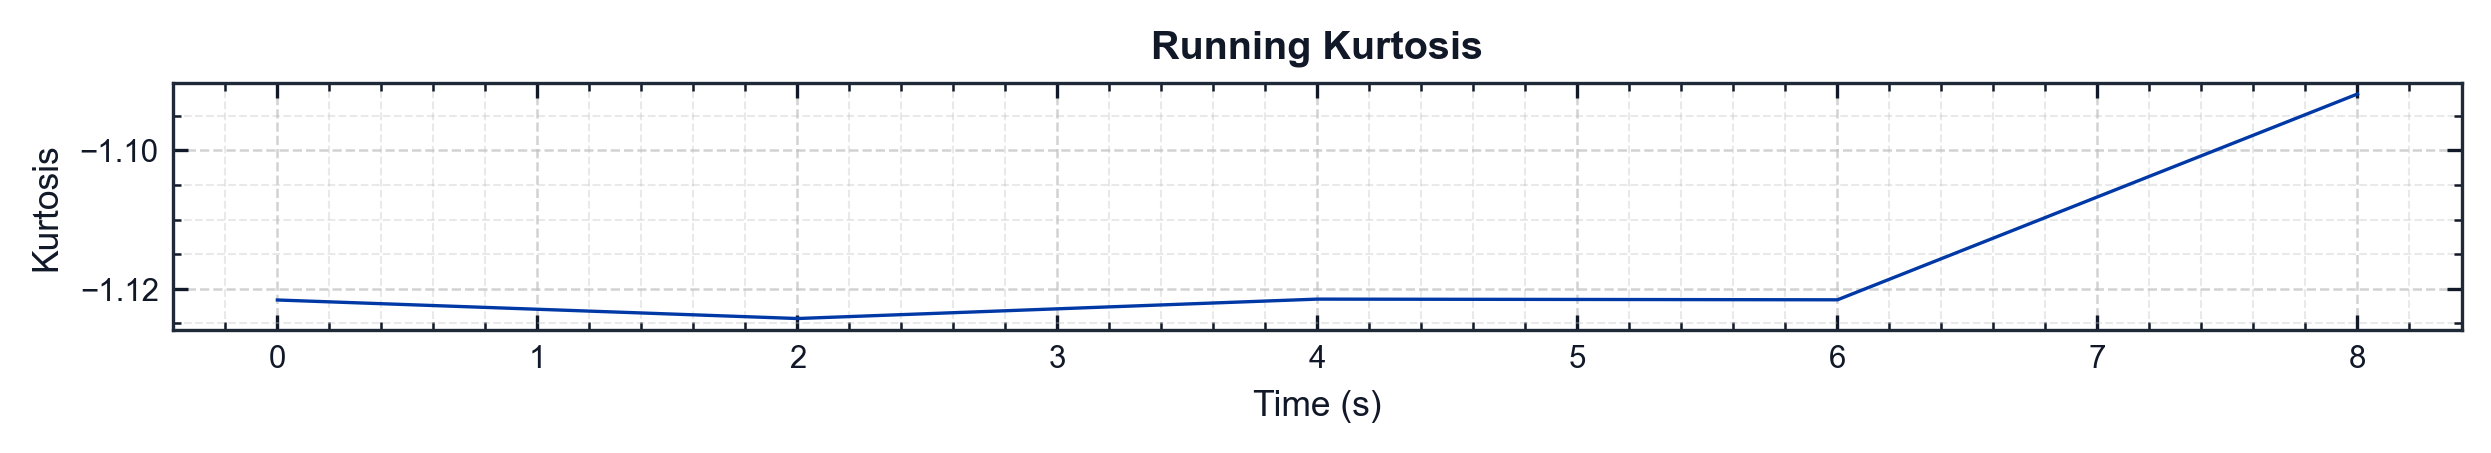 Running Kurtosis
Kurtosis
−1.10
−1.12
0 1 2 3 4 5 6 7 8
Time (s)